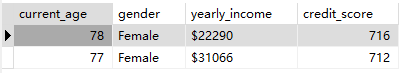 current_age gender yearly_income credit_score
78 Female $22290 716
77 Female $31066 712